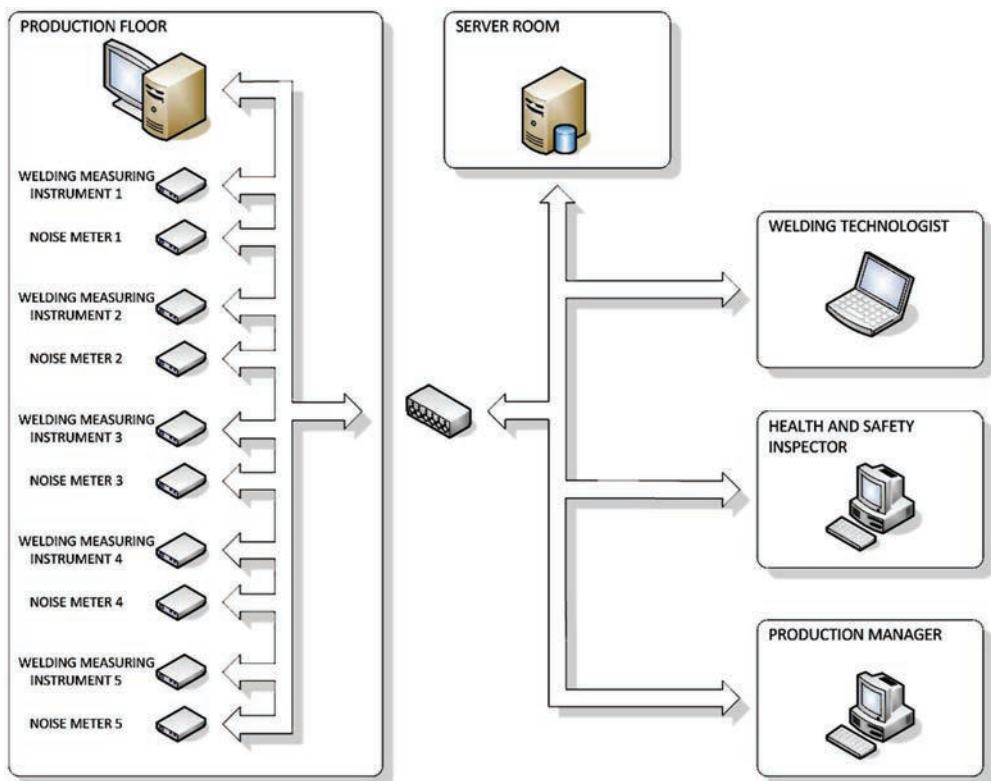 PRODUCTION FLOOR
WELDING MEASURING
INSTRUMENT 1
NOISE METER 1
WELDING MEASURING
INSTRUMENT 2
NOISE METER 2
WELDING MEASURING
INSTRUMENT 3
NOISE METER 3
WELDING MEASURING
INSTRUMENT 4
NOISE METER 4
WELDING MEASURING
INSTRUMENT 5
NOISE METER 5
SERVER ROOM
WELDING TECHNOLOGIST
HEALTH AND SAFETY
INSPECTOR
PRODUCTION MANAGER